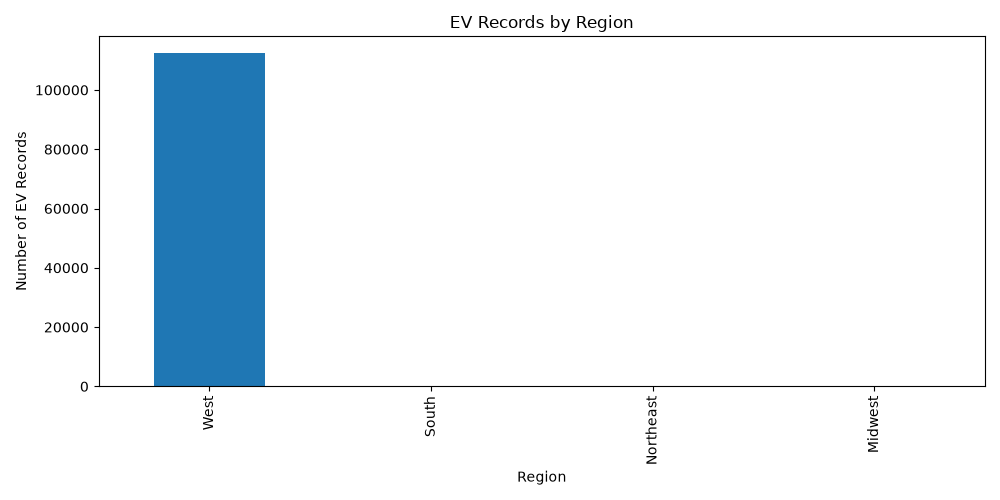 EV Records by Region
Number of EV Records
100000
80000
60000
40000
20000
0
West
South
Northeast
Midwest
Region